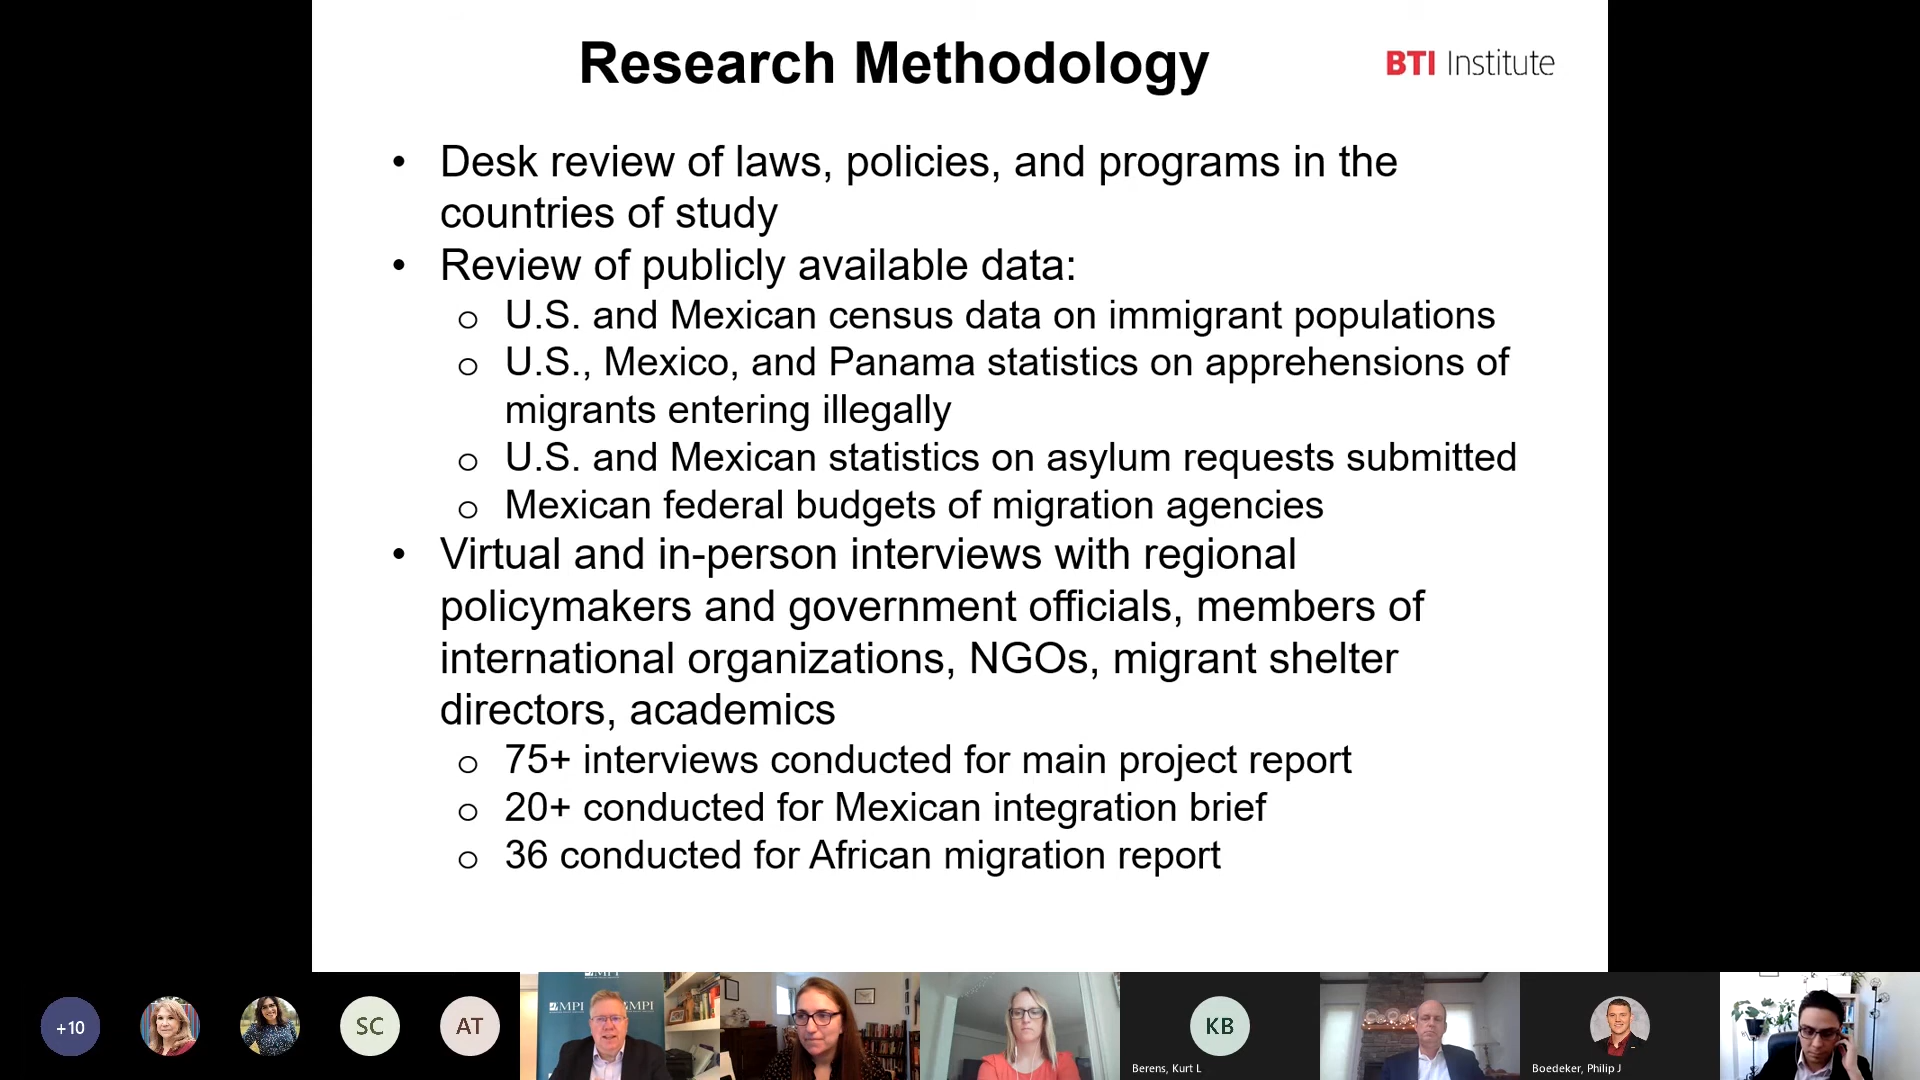 Research Methodology
BTI Institute
• Desk review of laws, policies, and programs in the
countries of study
• Review of publicly available data:
o U.S. and Mexican census data on immigrant populations
o U.S., Mexico, and Panama statistics on apprehensions of
migrants entering illegally
o U.S. and Mexican statistics on asylum requests submitted
o Mexican federal budgets of migration agencies
• Virtual and in-person interviews with regional
policymakers and government officials, members of
international organizations, NGOs, migrant shelter
directors, academics
o 75+ interviews conducted for main project report
o 20+ conducted for Mexican integration brief
o 36 conducted for African migration report
+10
SC
AT
MPI
MPI
MPI
KB
Berens, Kurt L
Boedeker, Philip J